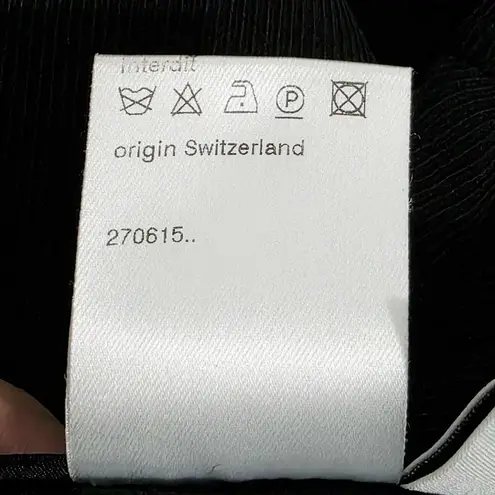 interdit
P
origin Switzerland
270615..